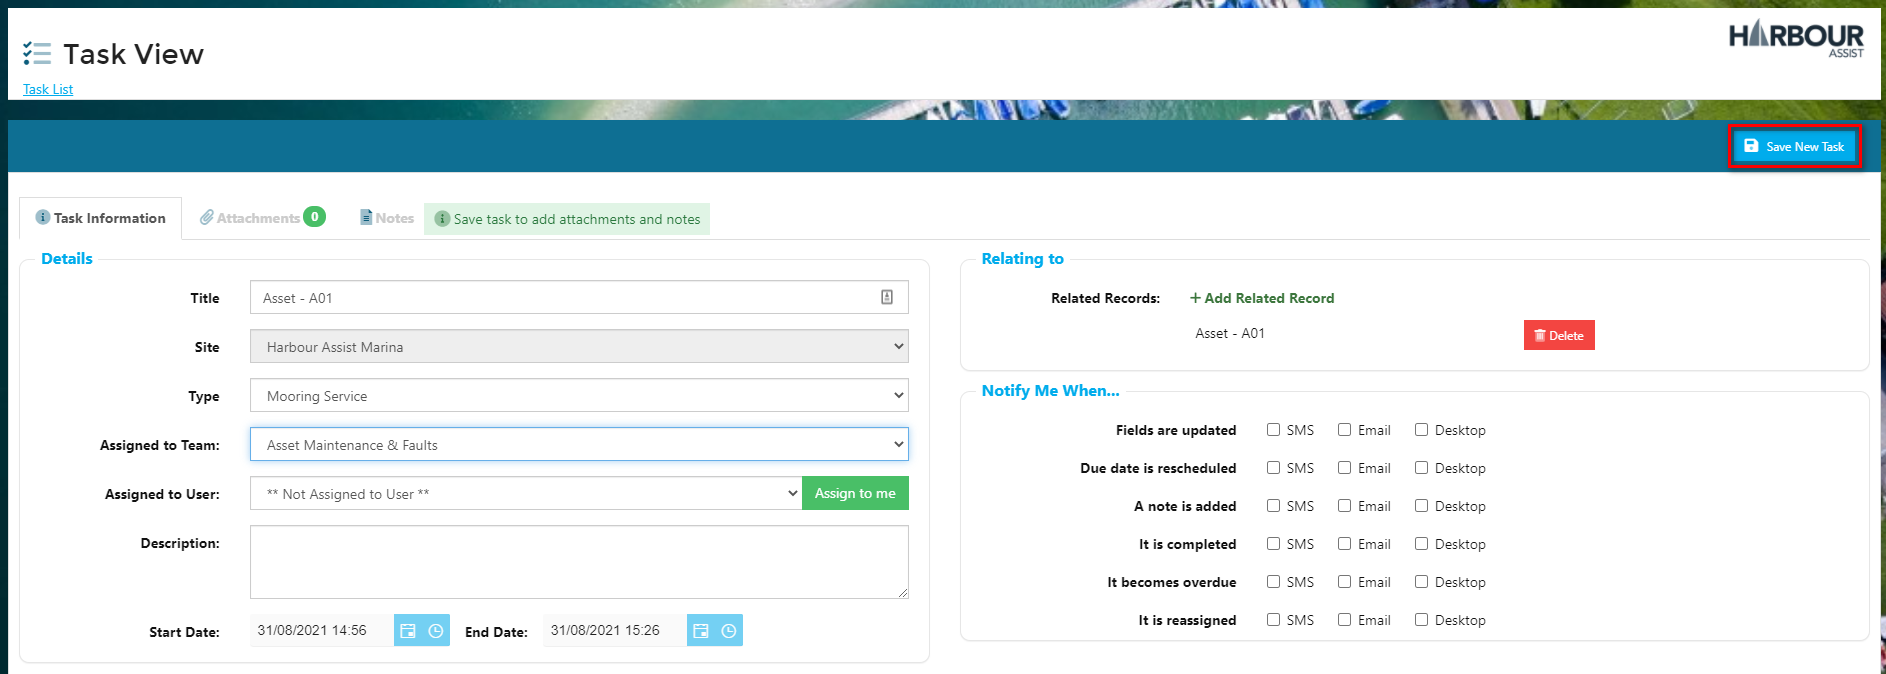 Task View
HARBOUR
ASSIST
Task List
Save New Task
Task Information
Attachments 0
Notes
Save task to add attachments and notes
Details
Title Asset - A01
Site Harbour Assist Marina
Type Mooring Service
Assigned to Team: Asset Maintenance & Faults
Assigned to User: ** Not Assigned to User ** Assign to me
Description:
Start Date: 31/08/2021 14:56 End Date: 31/08/2021 15:26
Relating to
Related Records: + Add Related Record
Asset - A01 Delete
Notify Me When...
Fields are updated SMS Email Desktop
Due date is rescheduled SMS Email Desktop
A note is added SMS Email Desktop
It is completed SMS Email Desktop
It becomes overdue SMS Email Desktop
It is reassigned SMS Email Desktop